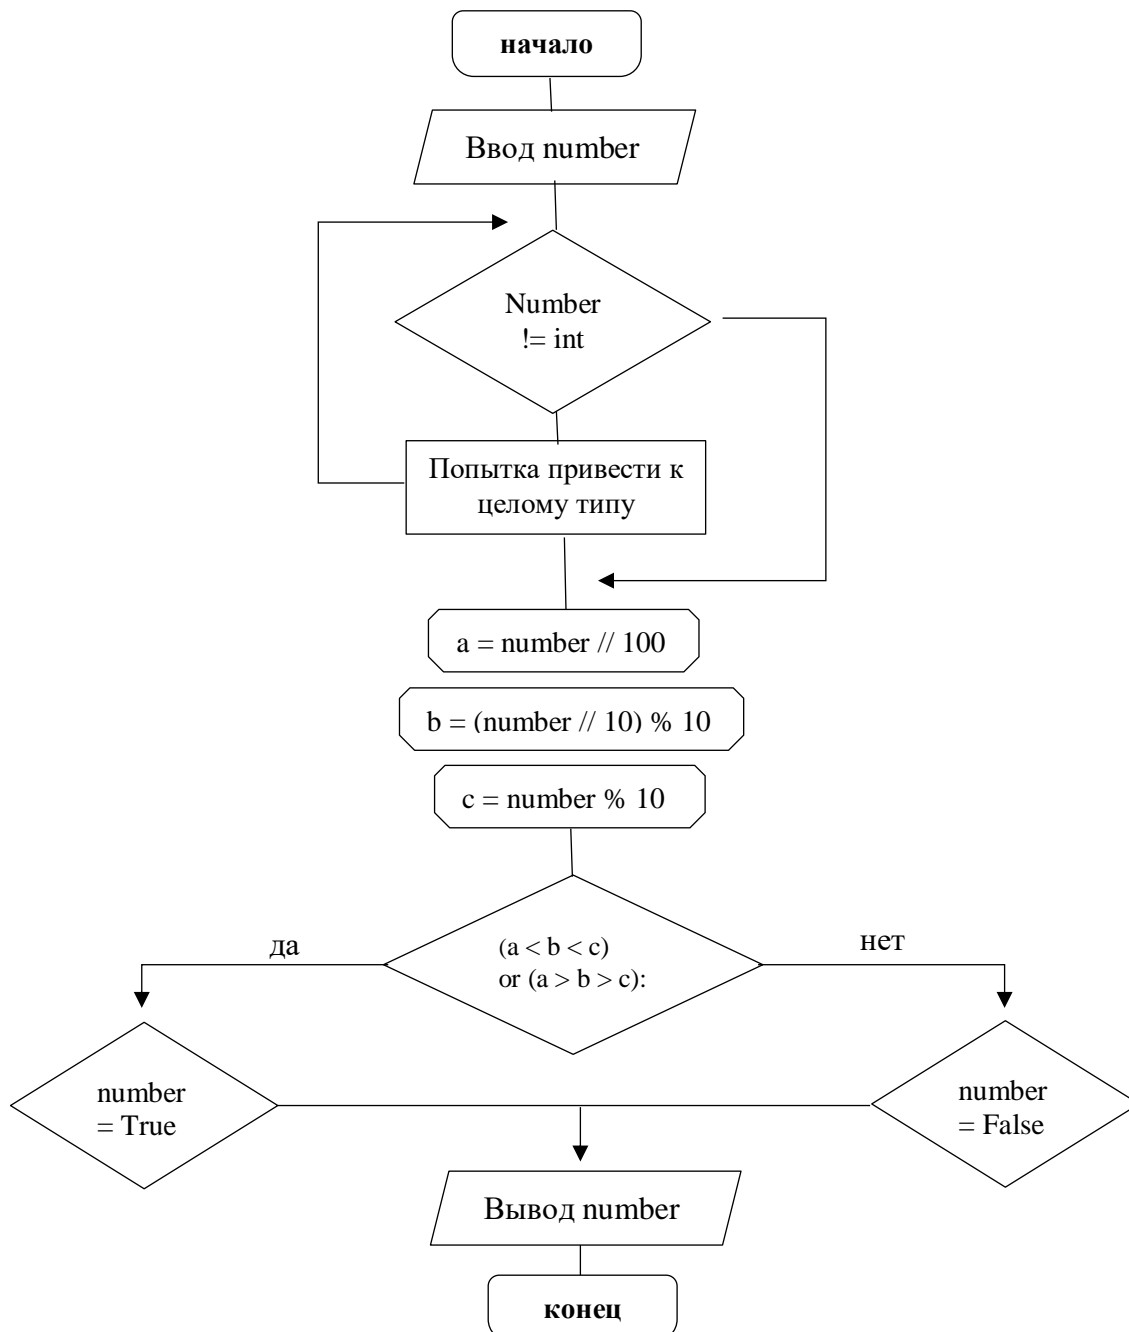 начало
Ввод number
Number
!= int
Попытка привести к
целому типу
a = number // 100
b = (number // 10) % 10
c = number % 10
да
(a < b < c)
or (a > b > c):
нет
number
= True
number
= False
Вывод number
конец